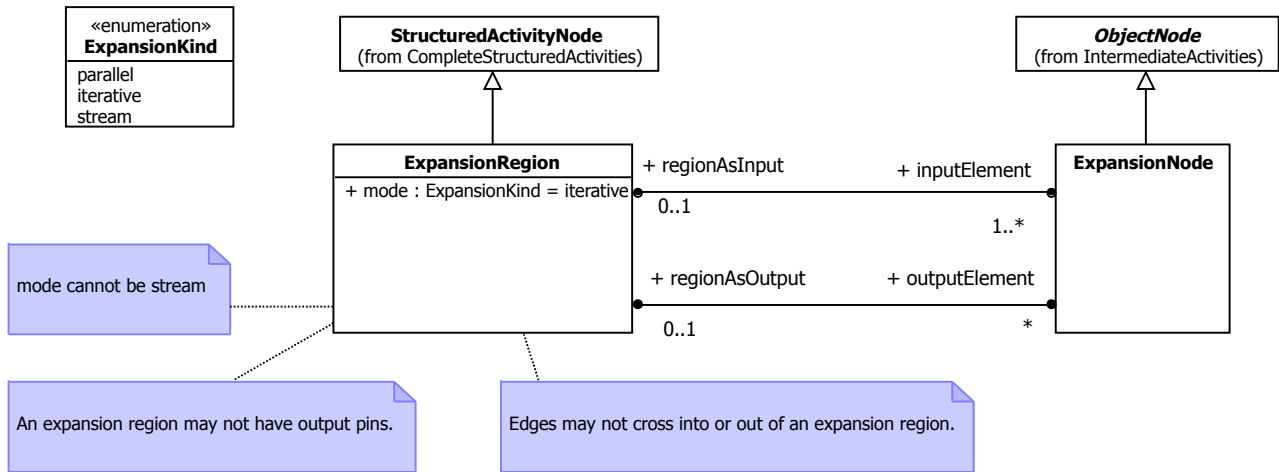 «enumeration»
ExpansionKind
parallel
iterative
stream
StructuredActivityNode
(from CompleteStructuredActivities)
ObjectNode
(from IntermediateActivities)
ExpansionRegion
+ mode : ExpansionKind = iterative
+ regionAsInput
+ inputElement
0..1
1..*
+ regionAsOutput
+ outputElement
0..1
*
ExpansionNode
mode cannot be stream
An expansion region may not have output pins.
Edges may not cross into or out of an expansion region.